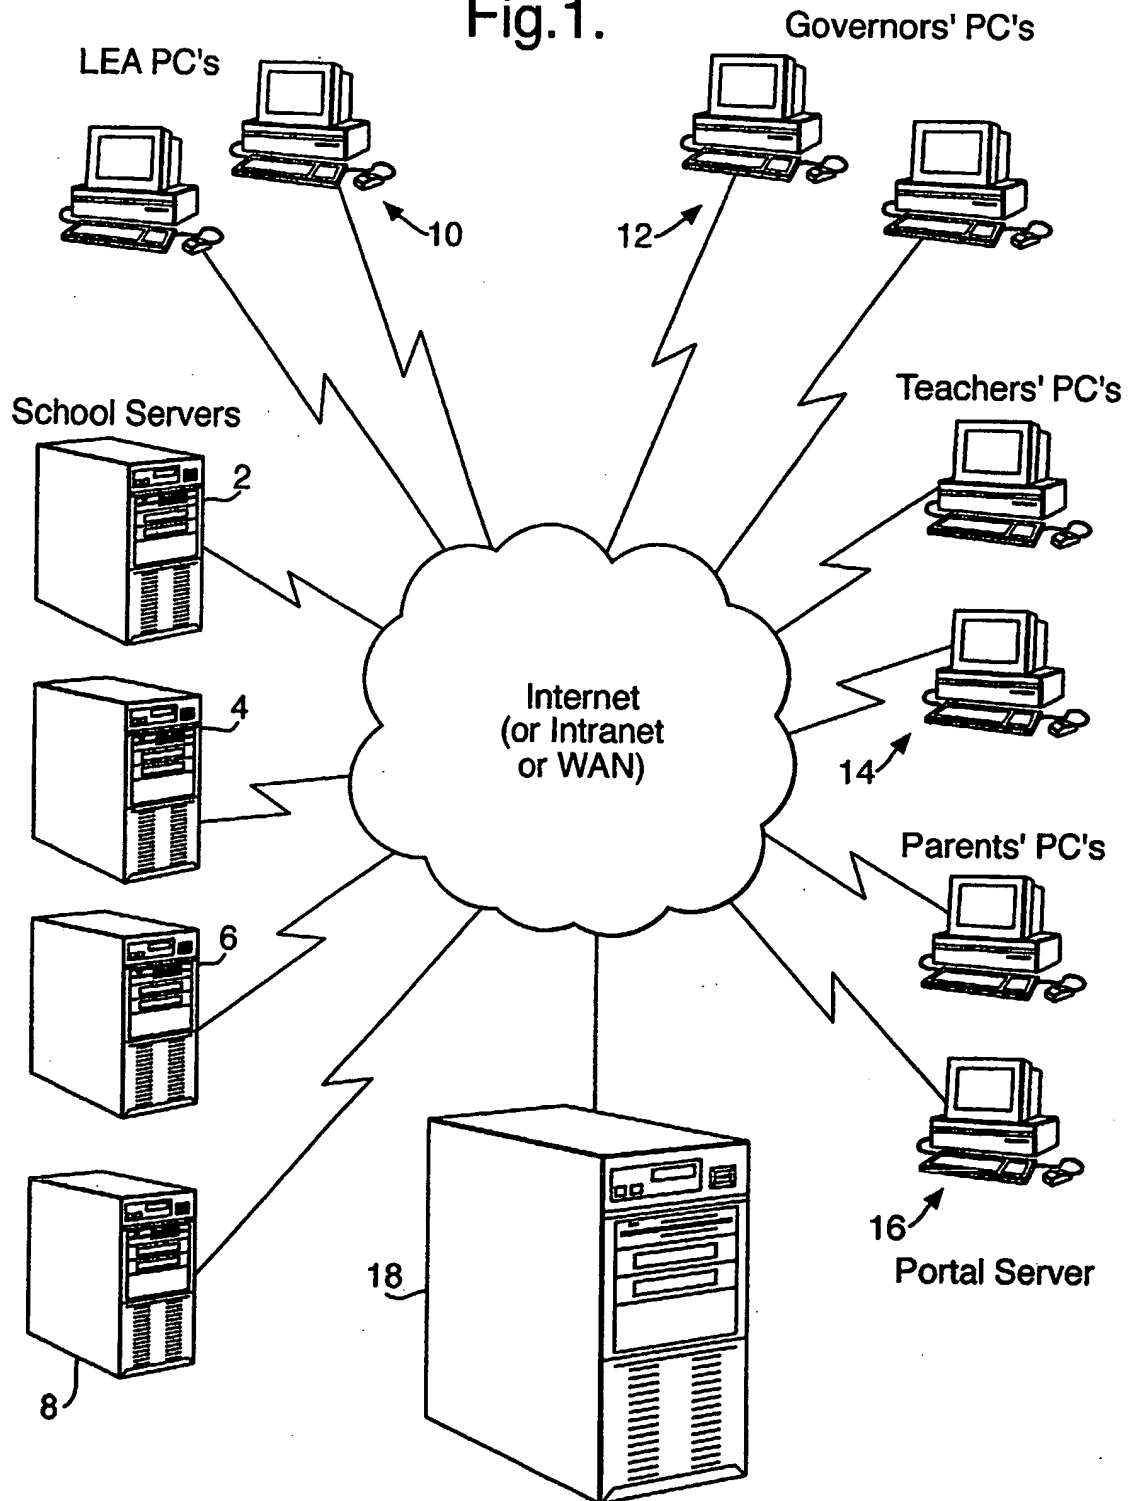 Fig.1.
LEA PC's
Governors' PC's
10
12
Teachers' PC's
School Servers
2
Internet
(or Intranet
or WAN)
4
14
Parents' PC's
6
16
Portal Server
18
8